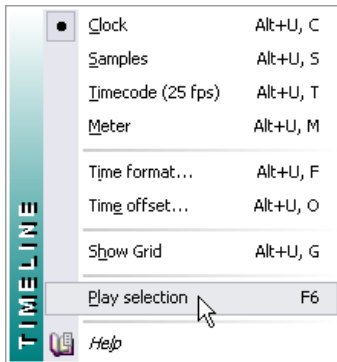 Clock Alt+U, C
Samples Alt+U, S
Timecode (25 fps) Alt+U, T
Meter Alt+U, M
Time format... Alt+U, F
Time offset... Alt+U, O
Show Grid Alt+U, G
Play selection F6
Help
TIMELINE